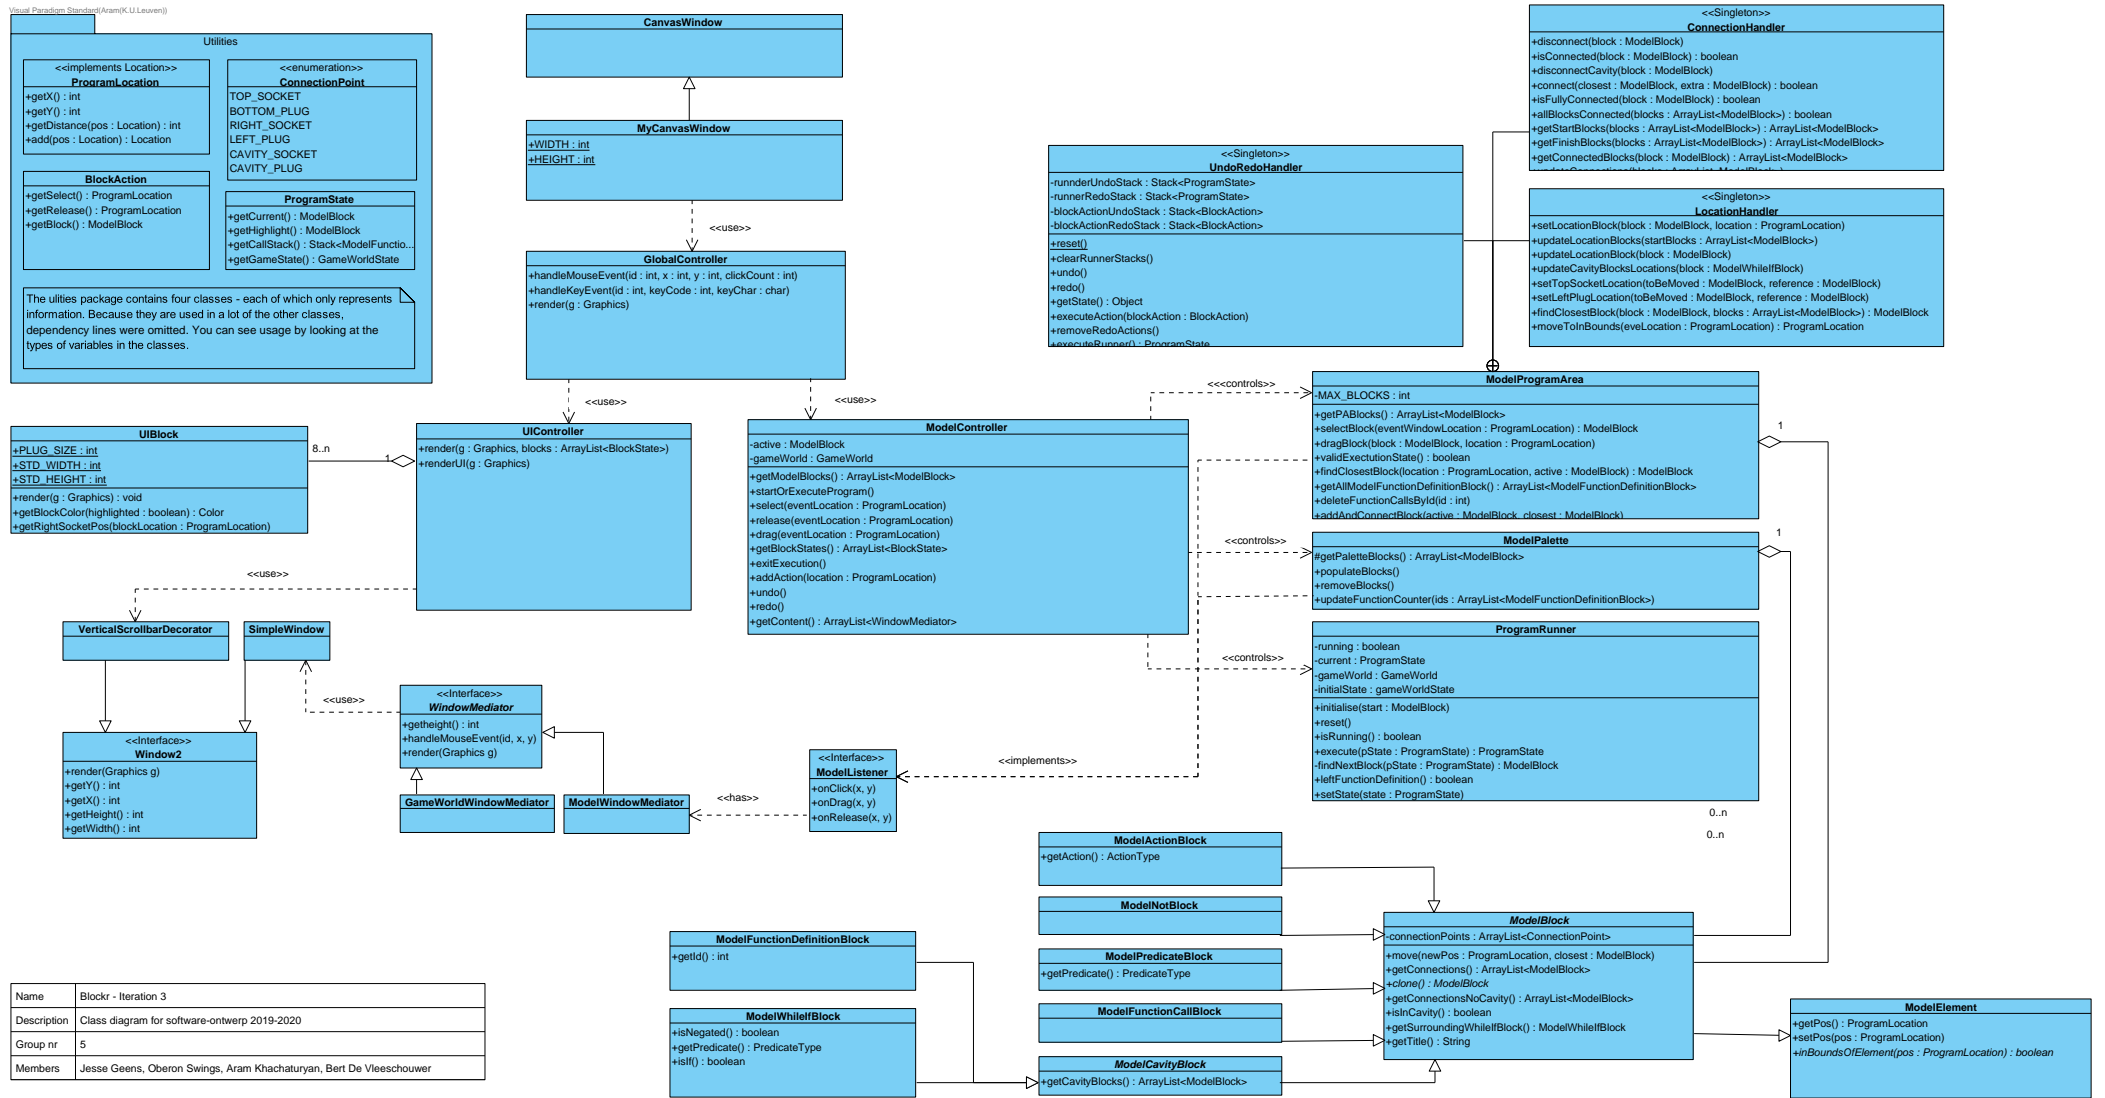 Visual Paradigm Standard(Aram(K.U.Leuven))
Utilities
<<implements Location>>
ProgramLocation
+getX() : int
+getY() : int
+getDistance(pos : Location) : int
+add(pos : Location) : Location
<<enumeration>>
ConnectionPoint
TOP_SOCKET
BOTTOM_PLUG
RIGHT_SOCKET
LEFT_PLUG
CAVITY_SOCKET
CAVITY_PLUG
BlockAction
+getSelect() : ProgramLocation
+getRelease() : ProgramLocation
+getBlock() : ModelBlock
ProgramState
+getCurrent() : ModelBlock
+getHighlight() : ModelBlock
+getCallStack() : Stack<ModelFunctio...
+getGameState() : GameWorldState
The ulities package contains four classes - each of which only represents
information. Because they are used in a lot of the other classes,
dependency lines were omitted. You can see usage by looking at the
types of variables in the classes.
CanvasWindow
MyCanvasWindow
+WIDTH : int
+HEIGHT : int
<<use>>
GlobalController
+handleMouseEvent(id : int, x : int, y : int, clickCount : int)
+handleKeyEvent(id : int, keyCode : int, keyChar : char)
+render(g : Graphics)
<<use>>
<<use>>
<<Singleton>>
UndoRedoHandler
-runnderUndoStack : Stack<ProgramState>
-runnerRedoStack : Stack<ProgramState>
-blockActionUndoStack : Stack<BlockAction>
-blockActionRedoStack : Stack<BlockAction>
+reset()
+clearRunnerStacks()
+undo()
+redo()
+getState() : Object
+executeAction(blockAction : BlockAction)
+removeRedoActions()
+executeRunner() : ProgramState
<<Singleton>>
ConnectionHandler
+disconnect(block : ModelBlock)
+isConnected(block : ModelBlock) : boolean
+disconnectCavity(block : ModelBlock)
+connect(closest : ModelBlock, extra : ModelBlock) : boolean
+isFullyConnected(block : ModelBlock) : boolean
+allBlocksConnected(blocks : ArrayList<ModelBlock>) : boolean
+getStartBlocks(blocks : ArrayList<ModelBlock>) : ArrayList<ModelBlock>
+getFinishBlocks(blocks : ArrayList<ModelBlock>) : ArrayList<ModelBlock>
+getConnectedBlocks(block : ModelBlock) : ArrayList<ModelBlock>
<<Singleton>>
LocationHandler
+setLocationBlock(block : ModelBlock, location : ProgramLocation)
+updateLocationBlocks(startBlocks : ArrayList<ModelBlock>)
+updateLocationBlock(block : ModelBlock)
+updateCavityBlocksLocations(block : ModelWhileIfBlock)
+setTopSocketLocation(toBeMoved : ModelBlock, reference : ModelBlock)
+setLeftPlugLocation(toBeMoved : ModelBlock, reference : ModelBlock)
+findClosestBlock(block : ModelBlock, blocks : ArrayList<ModelBlock>) : ModelBlock
+moveToInBounds(eveLocation : ProgramLocation) : ProgramLocation
UIBlock
+PLUG_SIZE : int
+STD_WIDTH : int
+STD_HEIGHT : int
+render(g : Graphics) : void
+getBlockColor(highlighted : boolean) : Color
+getRightSocketPos(blockLocation : ProgramLocation)
8..n
1
UIController
+render(g : Graphics, blocks : ArrayList<BlockState>)
+renderUI(g : Graphics)
<<use>>
ModelController
-active : ModelBlock
-gameWorld : GameWorld
+getModelBlocks() : ArrayList<ModelBlock>
+startOrExecuteProgram()
+select(eventLocation : ProgramLocation)
+release(eventLocation : ProgramLocation)
+drag(eventLocation : ProgramLocation)
+getBlockStates() : ArrayList<BlockState>
+exitExecution()
+addAction(location : ProgramLocation)
+undo()
+redo()
+getContent() : ArrayList<WindowMediator>
<<<controls>>
<<controls>>
<<controls>>
ModelProgramArea
-MAX_BLOCKS : int
+getPABlocks() : ArrayList<ModelBlock>
+selectBlock(eventWindowLocation : ProgramLocation) : ModelBlock
+dragBlock(block : ModelBlock, location : ProgramLocation)
+validExecutionState() : boolean
+findClosestBlock(location : ProgramLocation, active : ModelBlock) : ModelBlock
+getAllModelFunctionDefinitionBlock() : ArrayList<ModelFunctionDefinitionBlock>
+deleteFunctionCallsById(id : int)
+addAndConnectBlock(active : ModelBlock, closest : ModelBlock)
1
ModelPalette
#getPaletteBlocks() : ArrayList<ModelBlock>
+populateBlocks()
+removeBlocks()
+updateFunctionCounter(ids : ArrayList<ModelFunctionDefinitionBlock>)
1
ProgramRunner
-running : boolean
-current : ProgramState
-gameWorld : GameWorld
-initialState : gameWorldState
+initialise(start : ModelBlock)
+reset()
+isRunning() : boolean
+execute(pState : ProgramState) : ProgramState
-findNextBlock(pState : ProgramState) : ModelBlock
+leftFunctionDefinition() : boolean
+setState(state : ProgramState)
0..n
0..n
VerticalScrollbarDecorator
SimpleWindow
<<use>>
<<Interface>>
Window2
+render(Graphics g)
+getY() : int
+getX() : int
+getHeight() : int
+getWidth() : int
<<Interface>>
WindowMediator
+getheight() : int
+handleMouseEvent(id, x, y)
+render(Graphics g)
GameWorldWindowMediator
ModelWindowMediator
<<has>>
<<Interface>>
ModelListener
+onClick(x, y)
+onDrag(x, y)
+onRelease(x, y)
<<implements>>
ModelActionBlock
+getAction() : ActionType
ModelNotBlock
ModelPredicateBlock
+getPredicate() : PredicateType
ModelFunctionCallBlock
ModelCavityBlock
+getCavityBlocks() : ArrayList<ModelBlock>
ModelFunctionDefinitionBlock
+getId() : int
ModelWhileIfBlock
+isNegated() : boolean
+getPredicate() : PredicateType
+isIf() : boolean
ModelBlock
-connectionPoints : ArrayList<ConnectionPoint>
+move(newPos : ProgramLocation, closest : ModelBlock)
+getConnections() : ArrayList<ModelBlock>
+clone() : ModelBlock
+getConnectionsNoCavity() : ArrayList<ModelBlock>
+isInCavity() : boolean
+getSurroundingWhileIfBlock() : ModelWhileIfBlock
+getTitle() : String
ModelElement
+getPos() : ProgramLocation
+setPos(pos : ProgramLocation)
+inBoundsOfElement(pos : ProgramLocation) : boolean
Name Blockr - Iteration 3
Description Class diagram for software-ontwerp 2019-2020
Group nr 5
Members Jesse Geens, Oberon Swings, Aram Khachaturyan, Bert De Vleeschouwer